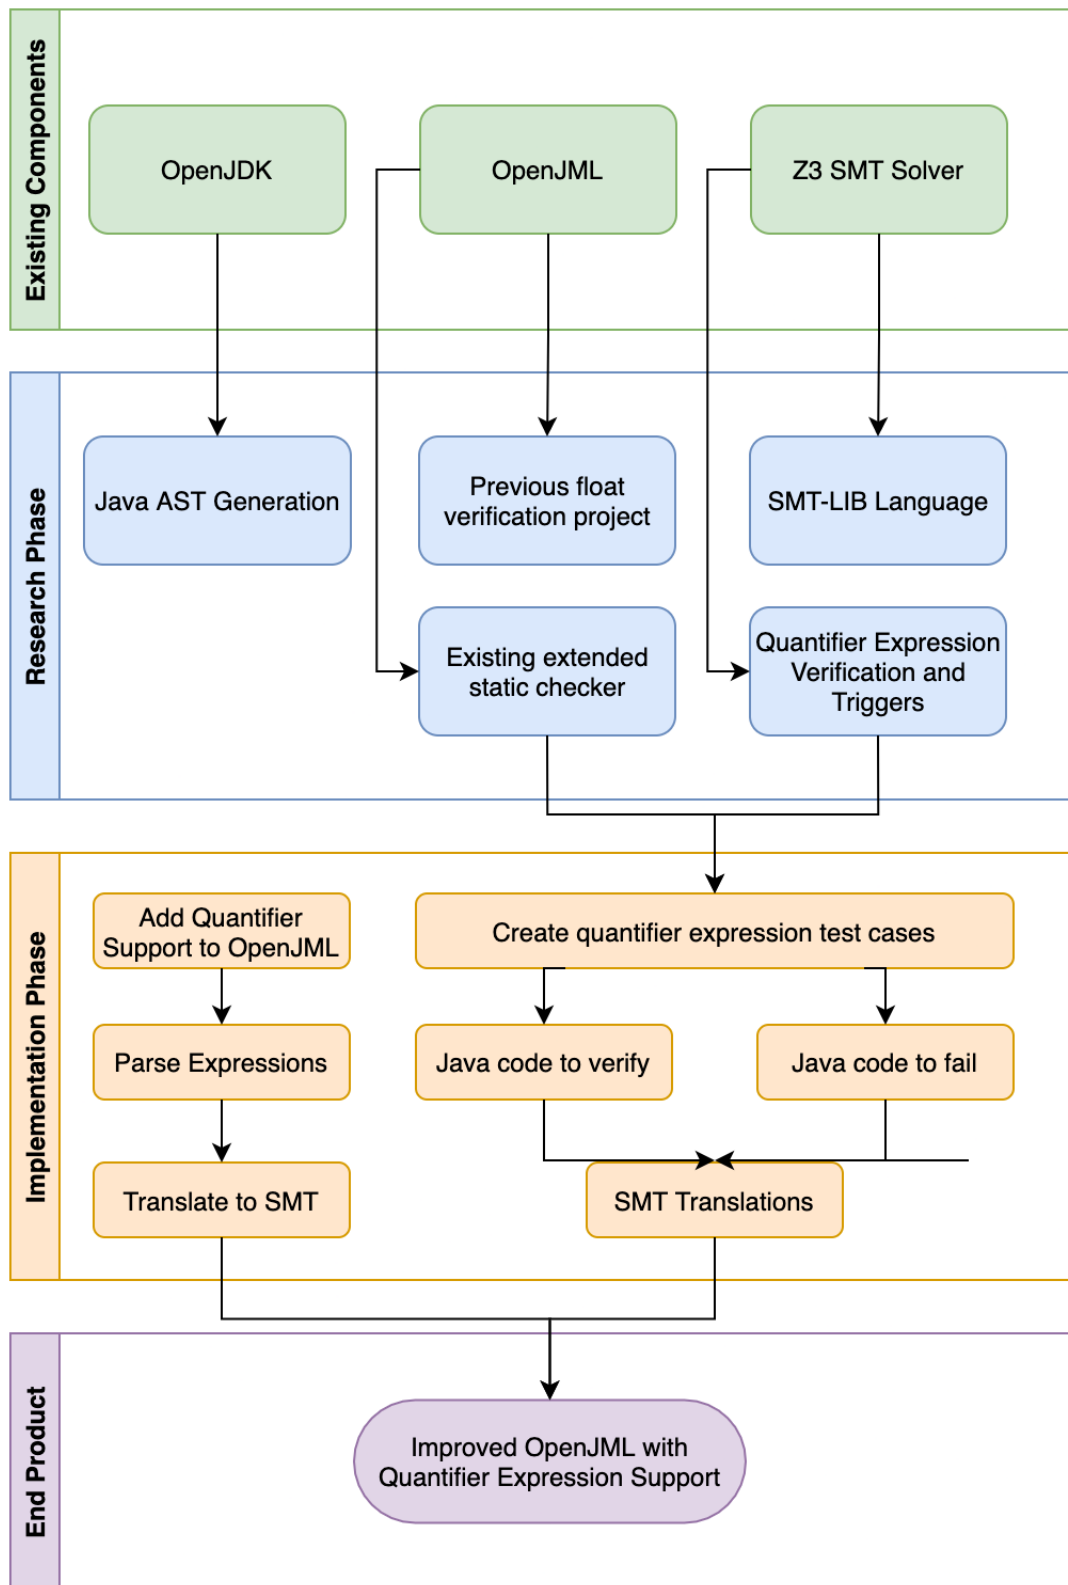 Existing Components
OpenJDK
OpenJML
Z3 SMT Solver
Research Phase
Java AST Generation
Previous float
verification project
SMT-LIB Language
Existing extended
static checker
Quantifier Expression
Verification and
Triggers
Implementation Phase
Add Quantifier
Support to OpenJML
Create quantifier expression test cases
Parse Expressions
Java code to verify
Java code to fail
Translate to SMT
SMT Translations
End Product
Improved OpenJML with
Quantifier Expression Support